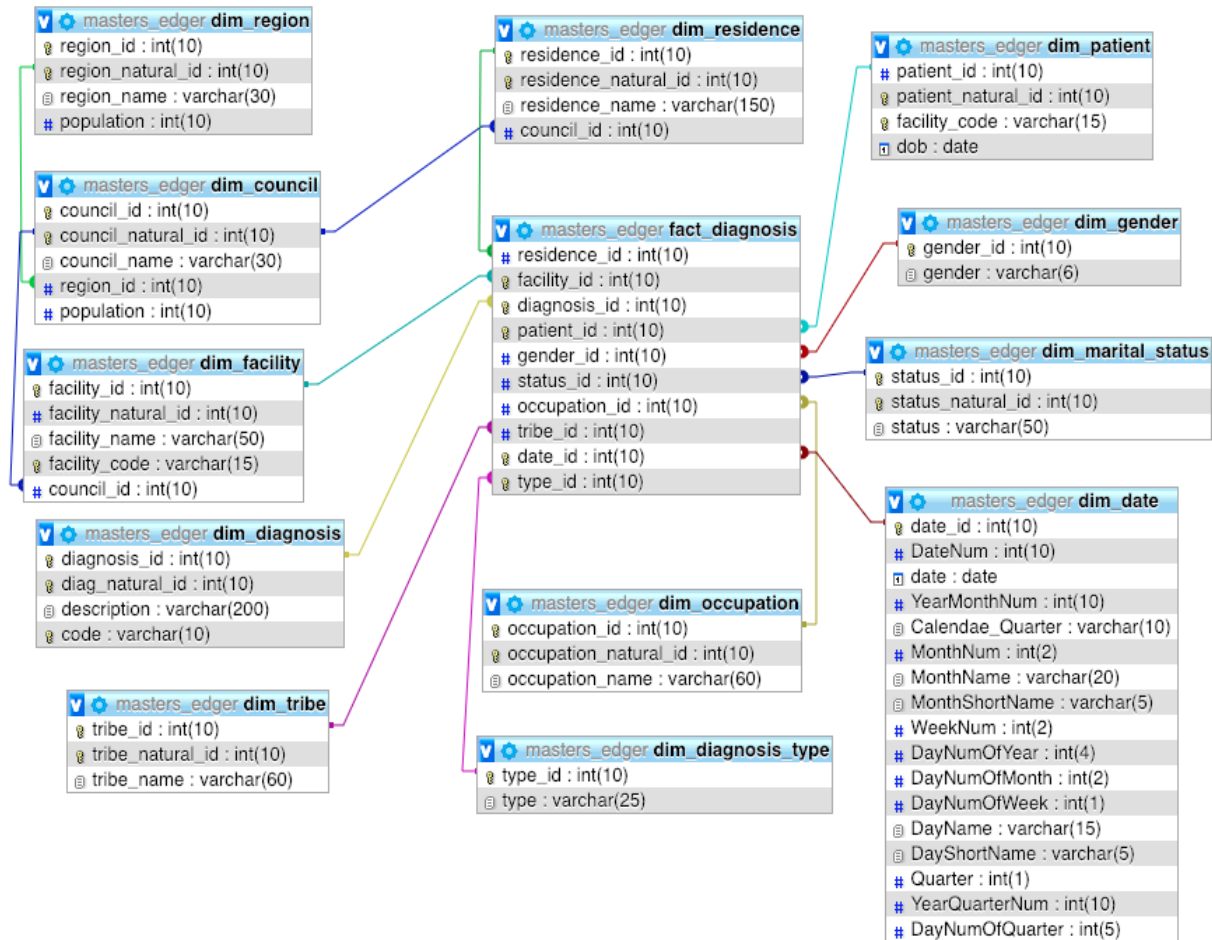 masters_edger dim_region
region_id : int(10)
region_natural_id : int(10)
region_name : varchar(30)
population : int(10)
masters_edger dim_council
council_id : int(10)
council_natural_id : int(10)
council_name : varchar(30)
region_id : int(10)
population : int(10)
masters_edger dim_facility
facility_id : int(10)
facility_natural_id : int(10)
facility_name : varchar(50)
facility_code : varchar(15)
council_id : int(10)
masters_edger dim_diagnosis
diagnosis_id : int(10)
diag_natural_id : int(10)
description : varchar(200)
code : varchar(10)
masters_edger dim_tribe
tribe_id : int(10)
tribe_natural_id : int(10)
tribe_name : varchar(60)
masters_edger dim_residence
residence_id : int(10)
residence_natural_id : int(10)
residence_name : varchar(150)
council_id : int(10)
masters_edger fact_diagnosis
residence_id : int(10)
facility_id : int(10)
diagnosis_id : int(10)
patient_id : int(10)
gender_id : int(10)
status_id : int(10)
occupation_id : int(10)
tribe_id : int(10)
date_id : int(10)
type_id : int(10)
masters_edger dim_occupation
occupation_id : int(10)
occupation_natural_id : int(10)
occupation_name : varchar(60)
masters_edger dim_diagnosis_type
type_id : int(10)
type : varchar(25)
masters_edger dim_patient
patient_id : int(10)
patient_natural_id : int(10)
facility_code : varchar(15)
dob : date
masters_edger dim_gender
gender_id : int(10)
gender : varchar(6)
masters_edger dim_marital_status
status_id : int(10)
status_natural_id : int(10)
status : varchar(50)
masters_edger dim_date
date_id : int(10)
DateNum : int(10)
date : date
YearMonthNum : int(10)
Calendae_Quarter : varchar(10)
MonthNum : int(2)
MonthName : varchar(20)
MonthShortName : varchar(5)
WeekNum : int(2)
DayNumOfYear : int(4)
DayNumOfMonth : int(2)
DayNumOfWeek : int(1)
DayName : varchar(15)
DayShortName : varchar(5)
Quarter : int(1)
YearQuarterNum : int(10)
DayNumOfQuarter : int(5)